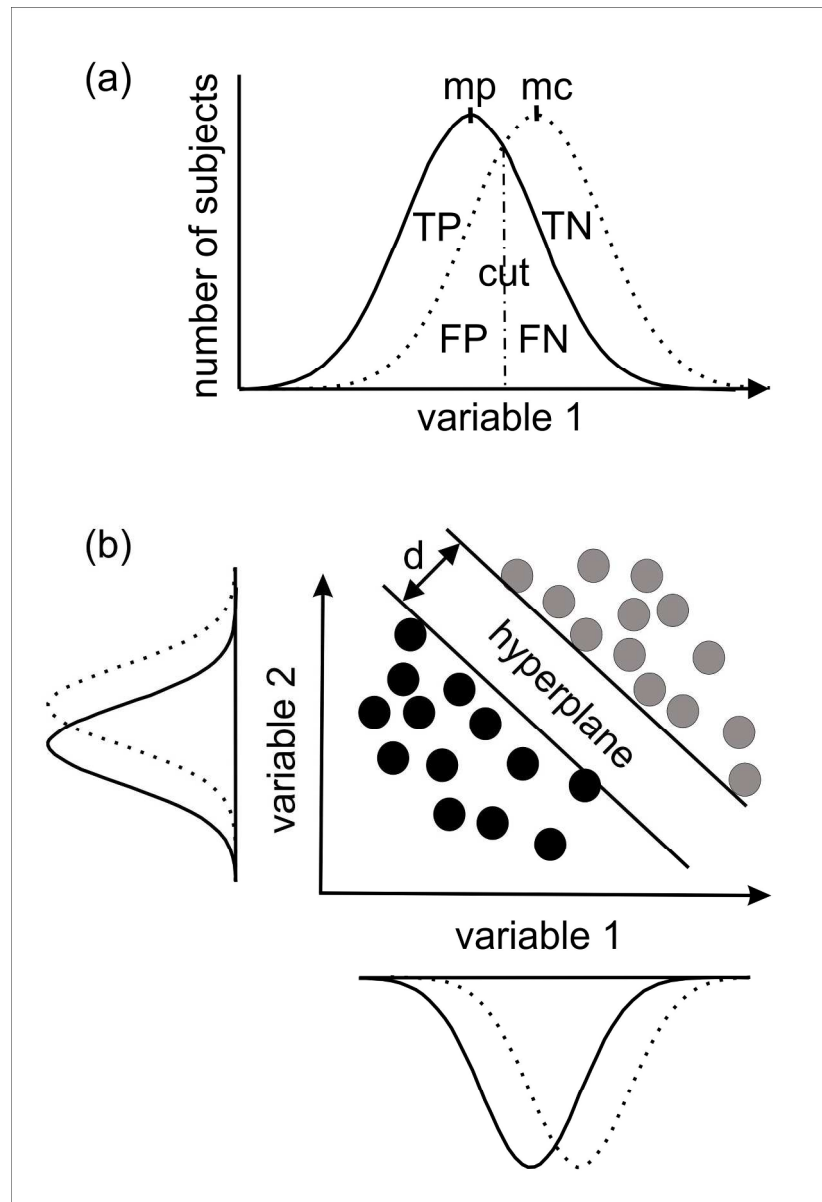 (a)
mp mc
number of subjects
TP TN
cut
FP FN
variable 1
(b)
d
hyperplane
variable 2
variable 1